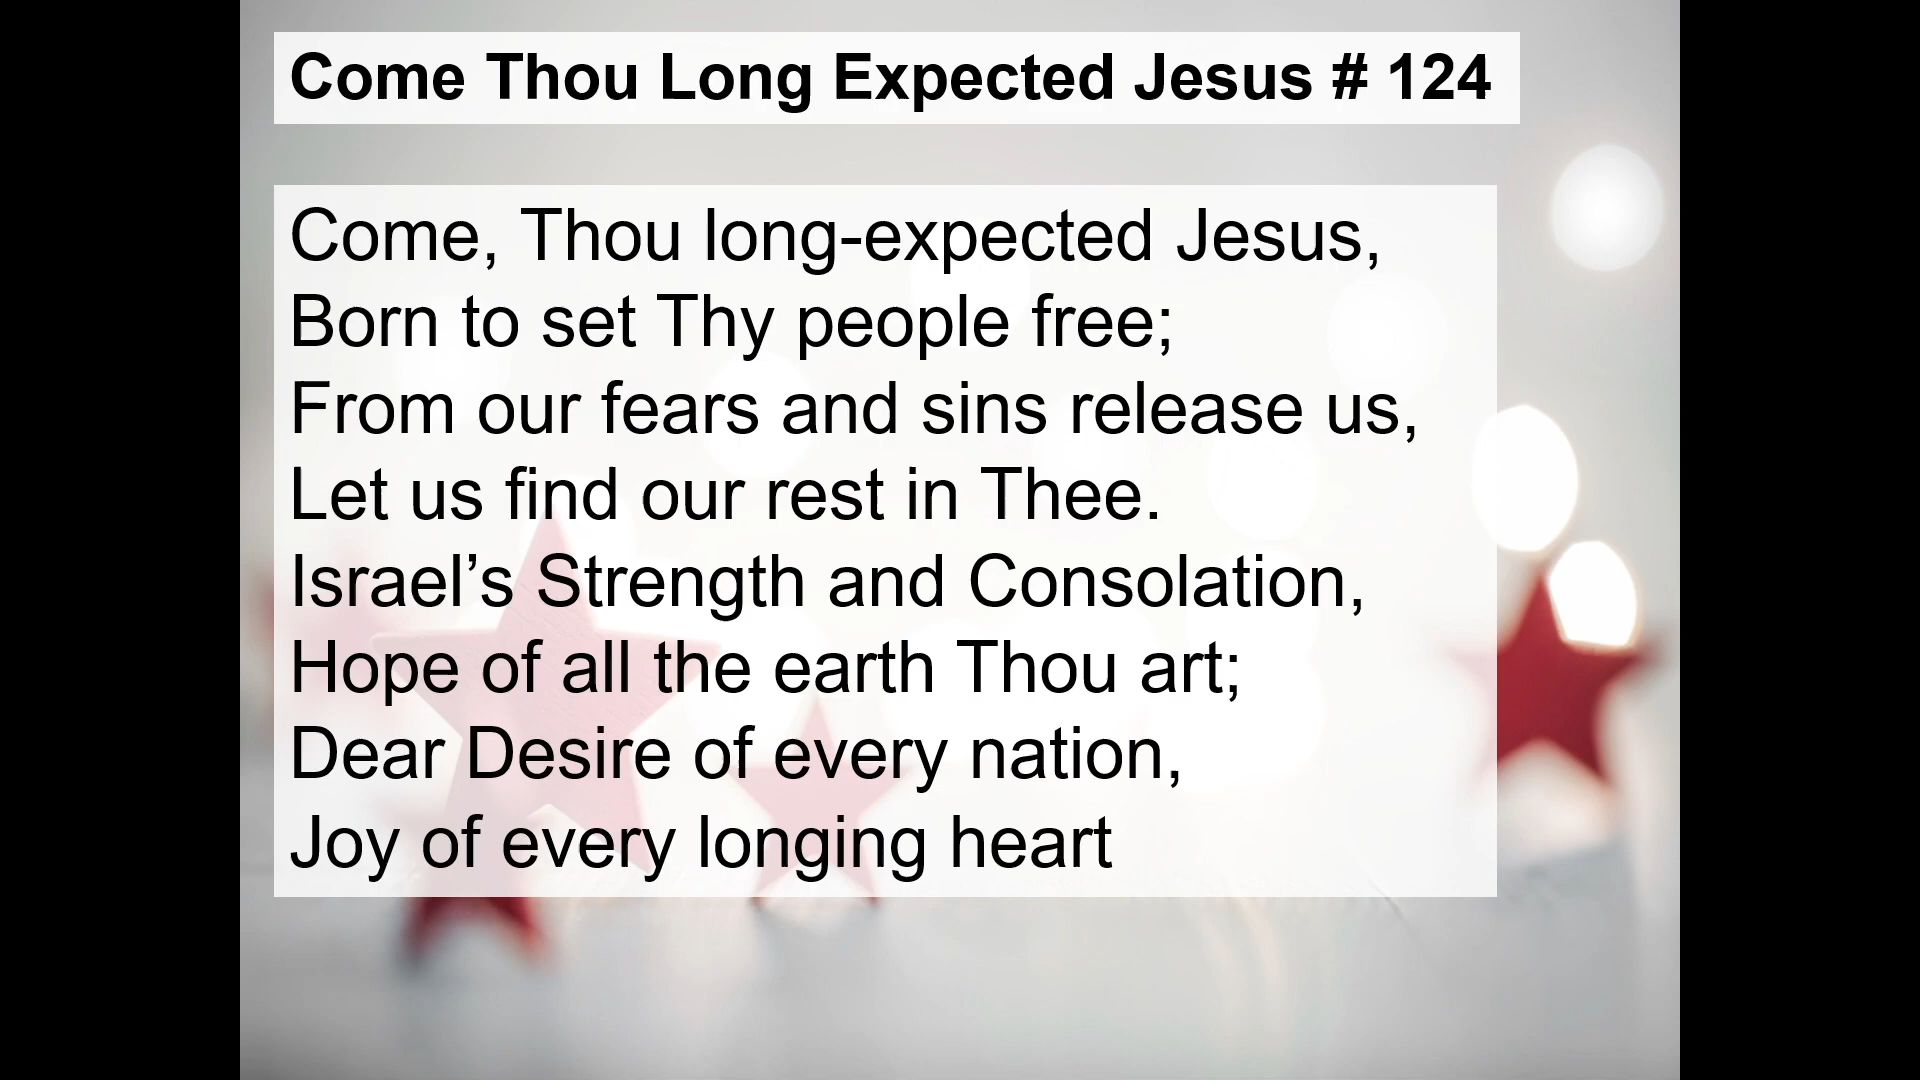 Come Thou Long Expected Jesus # 124
Come, Thou long-expected Jesus,
Born to set Thy people free;
From our fears and sins release us,
Let us find our rest in Thee.
Israel’s Strength and Consolation,
Hope of all the earth Thou art;
Dear Desire of every nation,
Joy of every longing heart